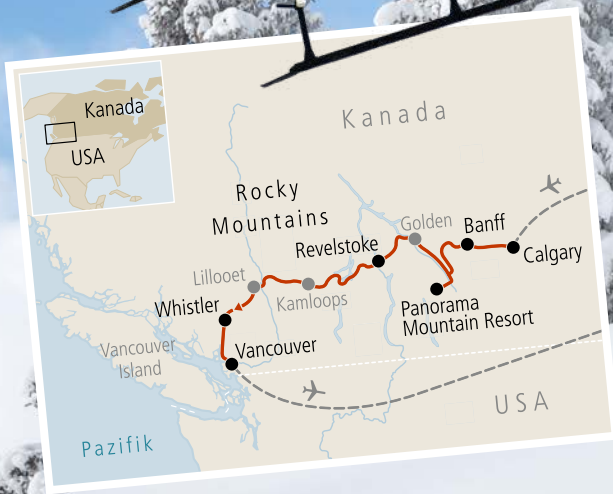 Kanada
USA
Kanada
Rocky
Mountains
Golden
Banff
Revelstoke
Calgary
Lillooet
Kamloops
Whistler
Panorama
Mountain Resort
Vancouver
Vancouver
Island
USA
Pazifik